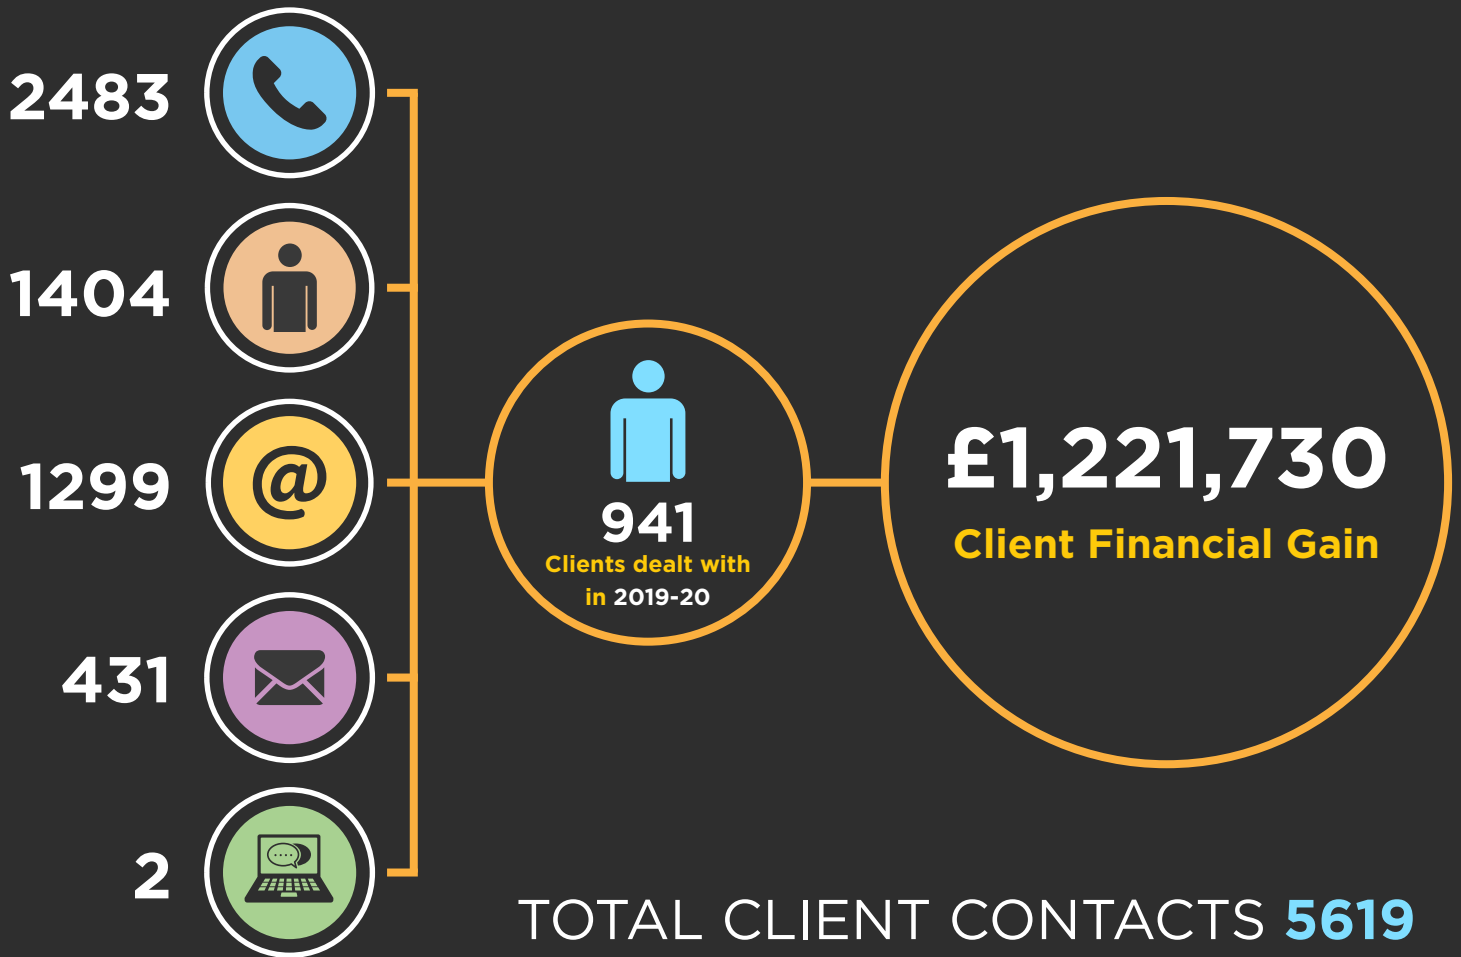 2483
1404
@
1299
431
2
941
Clients dealt with
in 2019-20
£1,221,730
Client Financial Gain
TOTAL CLIENT CONTACTS 5619